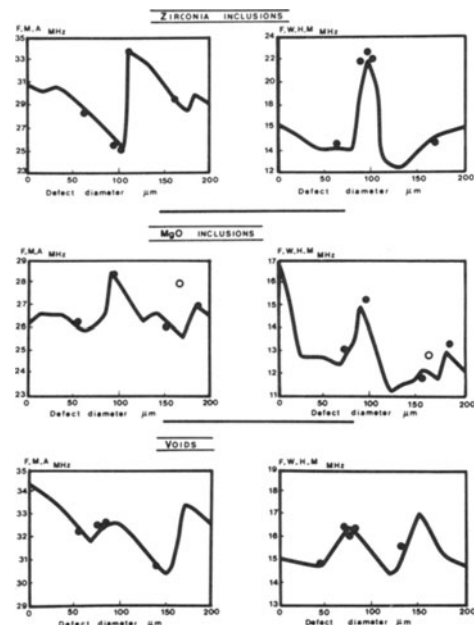 ZIRCONIA INCLUSIONS
F,M,A MHz
35
33
31
29
27
25
23
0 50 100 150 200
Defect diameter µm
F,W,H,M MHz
22
20
18
16
14
12
0 50 100 150 200
Defect diameter µm
MgO INCLUSIONS
F,M,A MHz
28
27
26
25
24
23
0 50 100 150 200
Defect diameter µm
F,W,H,M MHz
17
16
15
14
13
12
11
0 50 100 150 200
Defect diameter µm
VOIDS
F,M,A MHz
35
34
33
32
31
30
29
0 50 100 150 200
Defect diameter µm
F,W,H,M MHz
18
17
16
15
14
13
0 50 100 150 200
Defect diameter µm